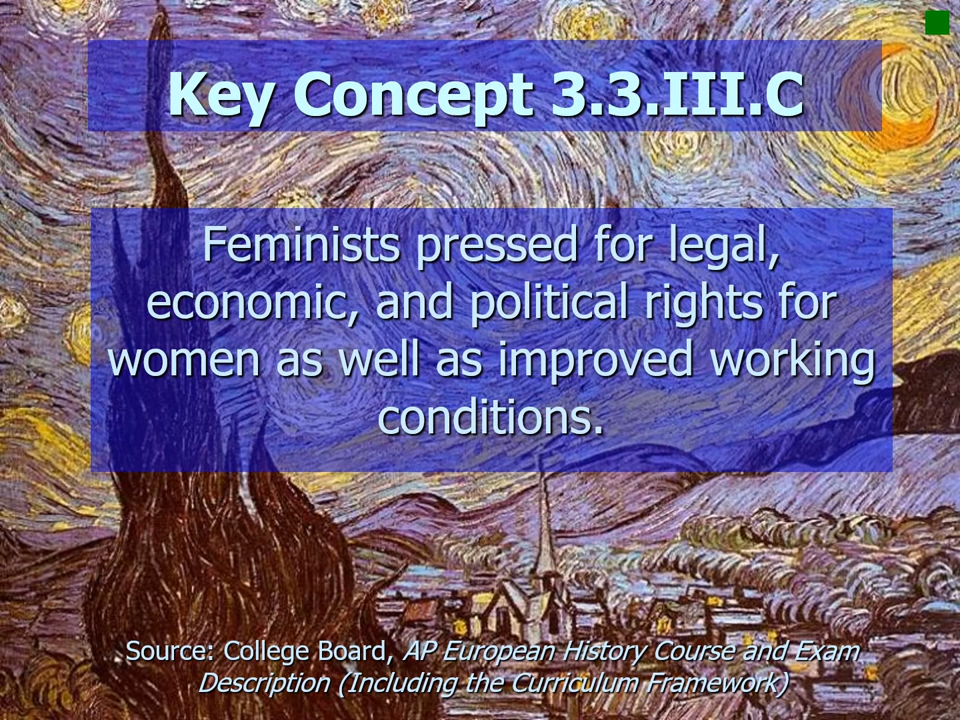 Key Concept 3.3.III.C
Feminists pressed for legal,
economic, and political rights for
women as well as improved working
conditions.
Source: College Board, AP European History Course and Exam
Description (Including the Curriculum Framework)